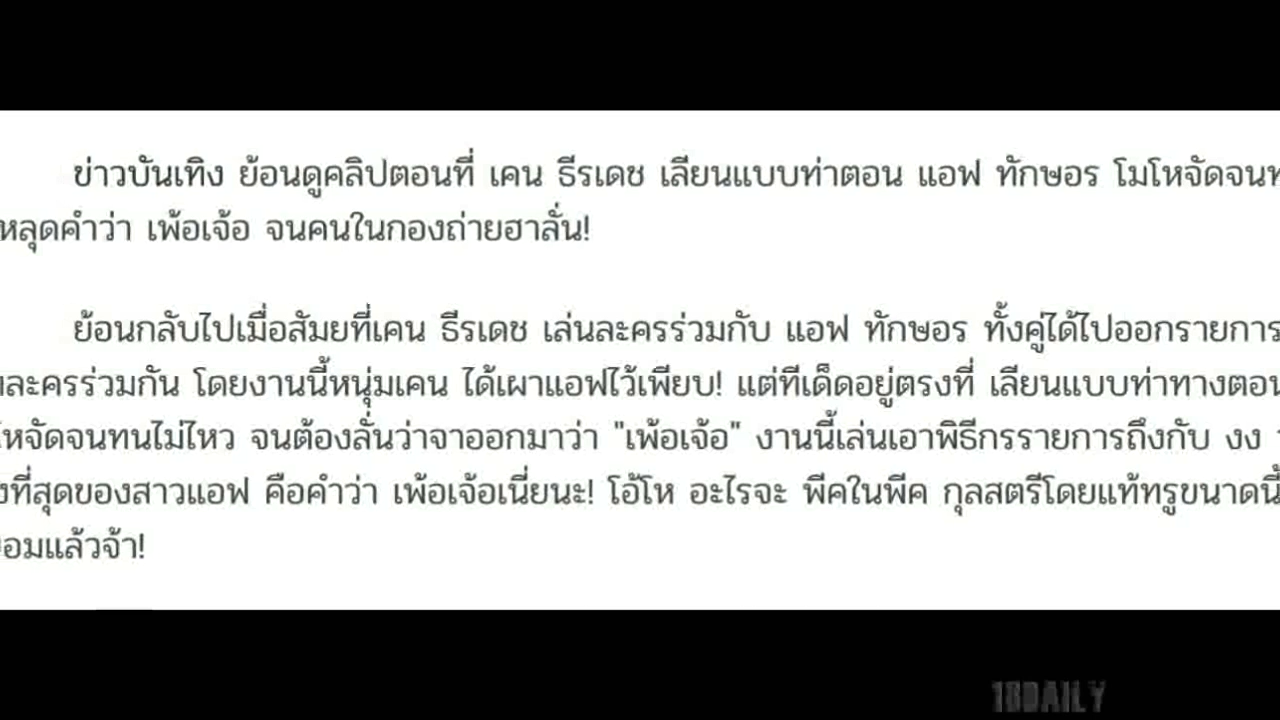 ข่าวบันเทิง ย้อนดูคลิปตอนที่ เคน ธีรเดช เลียนแบบท่าตอน แอฟ ทักษอร โมโหจัดจนท
หลุดคำว่า เพ้อเจ้อ จนคนในกองถ่ายฮาลั่น!
ย้อนกลับไปเมื่อสมัยที่เคน ธีรเดช เล่นละครร่วมกับ แอฟ ทักษอร ทั้งคู่ได้ไปออกรายการ
ละครร่วมกัน โดยงานนี้หนุ่มเคน ได้เผาแอฟไว้เพียบ! แต่ทีเด็ดอยู่ตรงที่ เลียนแบบท่าทางตอน
โหจัดจนทนไม่ไหว จนต้องลั่นวาจาออกมาว่า "เพ้อเจ้อ" งานนี้เล่นเอาพิธีกรรายการถึงกับ งง
ที่สุดของสาวแอฟ คือคำว่า เพ้อเจ้อเนี่ยนะ! โอ้โห อะไรจะ พีคในพีค กุลสตรีโดยแท้ทรูขนาดนี้
อมแล้วจ้า!
18DAILY